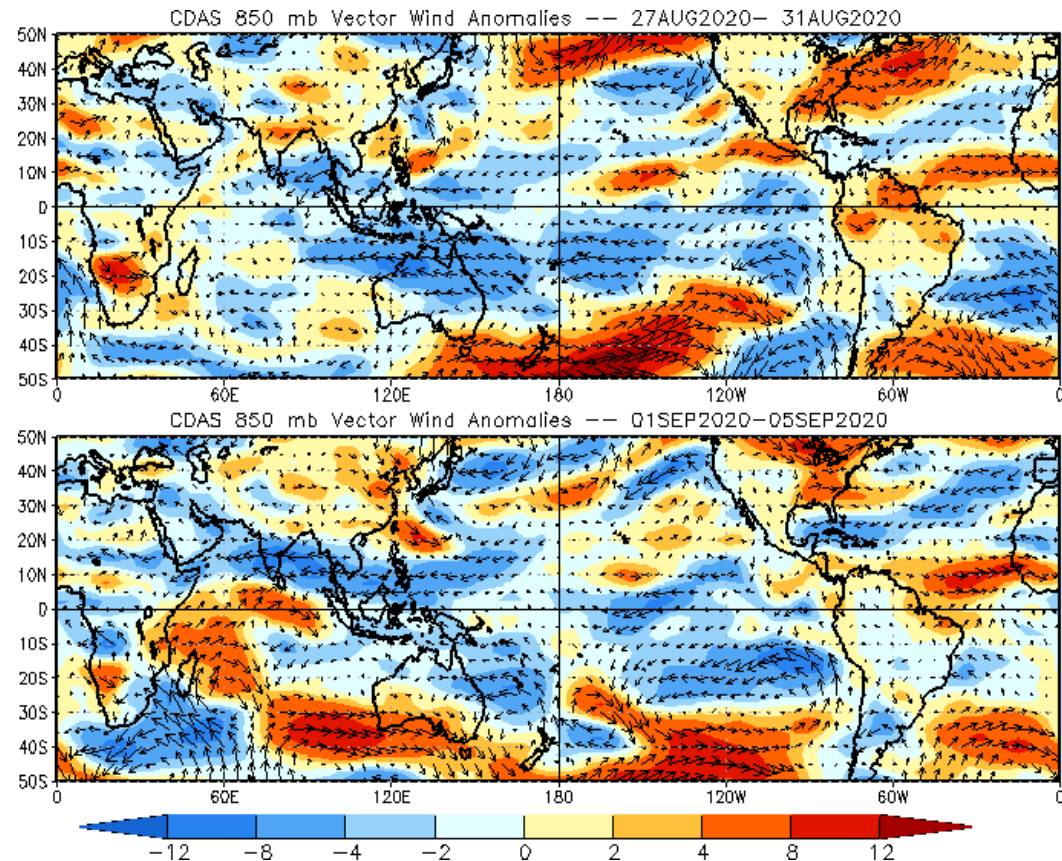 CDAS 850 mb Vector Wind Anomalies -- 27AUG2020- 31AUG2020
50N
40N
30N
20N
10N
0
10S
20S
30S
40S
50S
0 60E 120E 180 120W 60W 0
CDAS 850 mb Vector Wind Anomalies -- 01SEP2020-05SEP2020
50N
40N
30N
20N
10N
0
10S
20S
30S
40S
50S
0 60E 120E 180 120W 60W 0
-12 -8 -4 -2 0 2 4 8 12